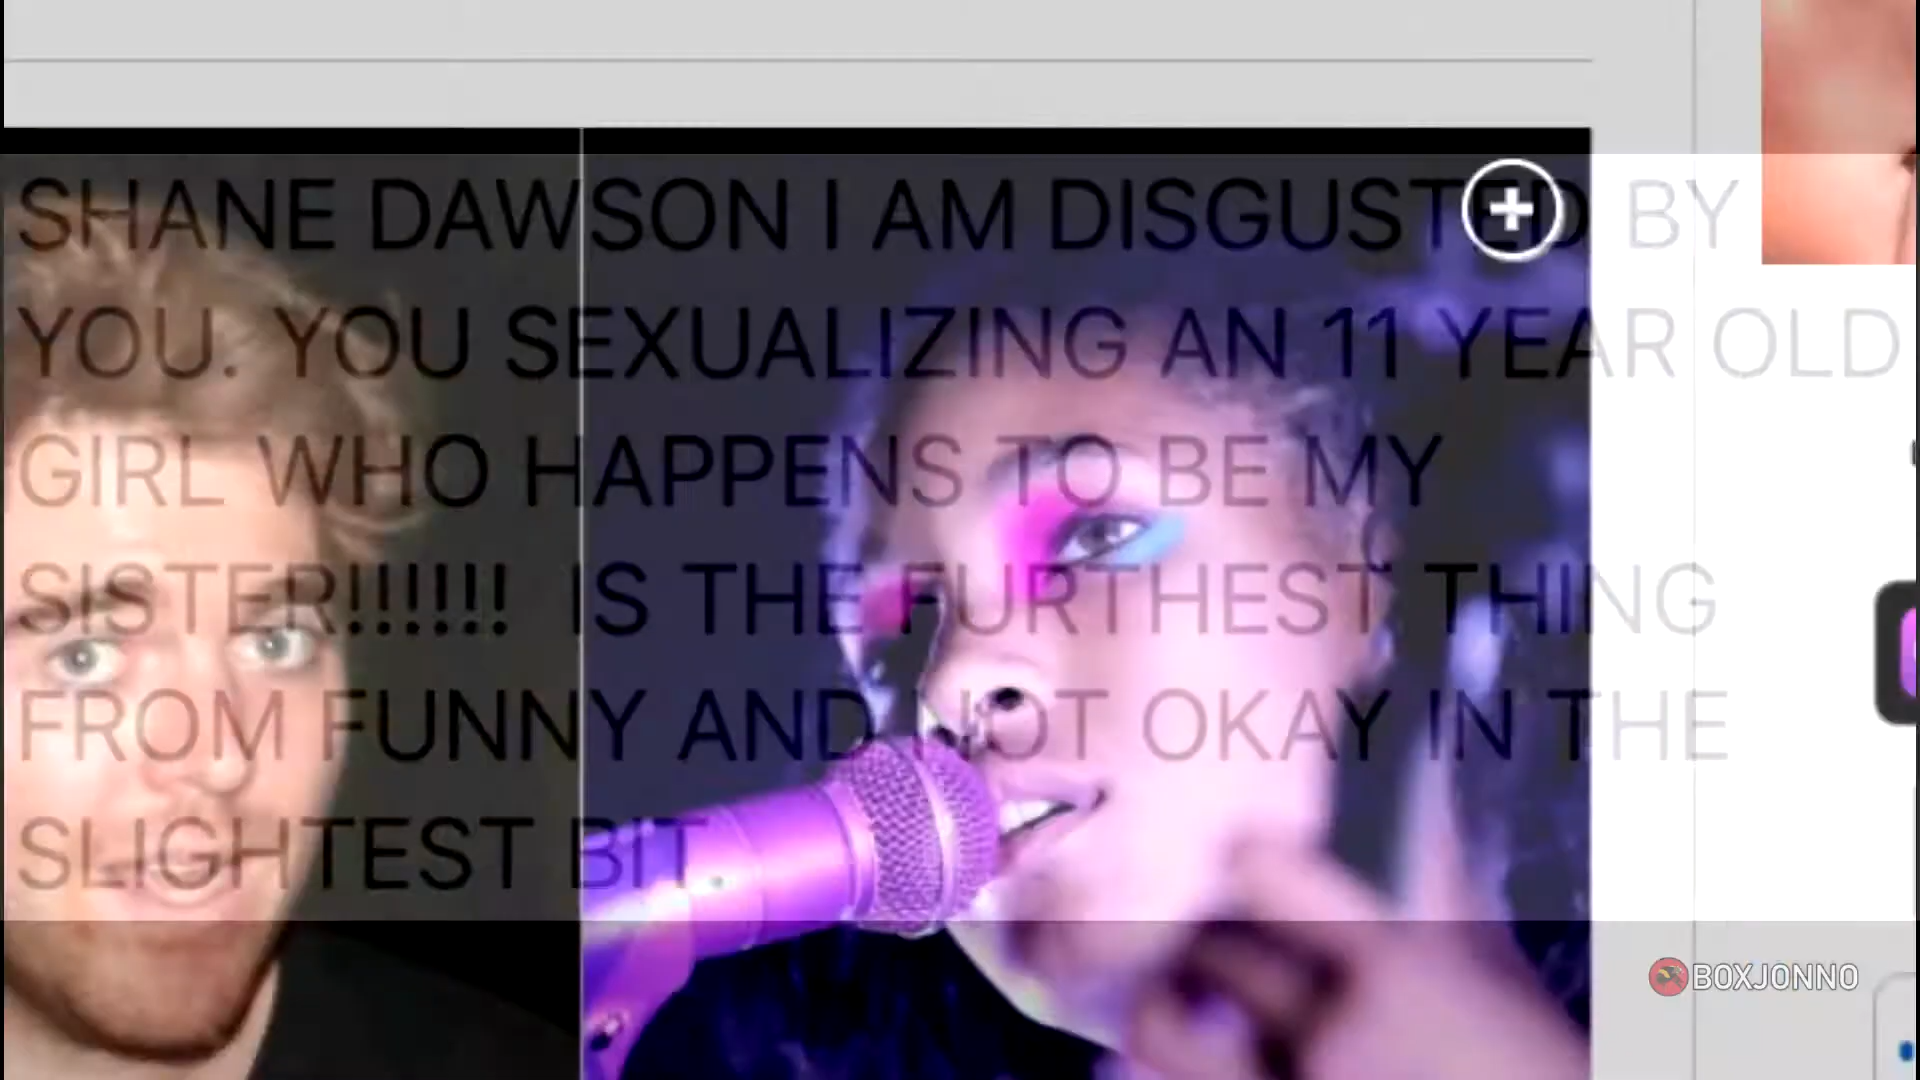 SHANE DAWSON I AM DISGUSTED BY
YOU. YOU SEXUALIZING AN 11 YEAR OLD
GIRL WHO HAPPENS TO BE MY
SISTER!!!!!! IS THE FURTHEST THING
FROM FUNNY AND NOT OKAY IN THE
SLIGHTEST BIT.
BOXJONNO